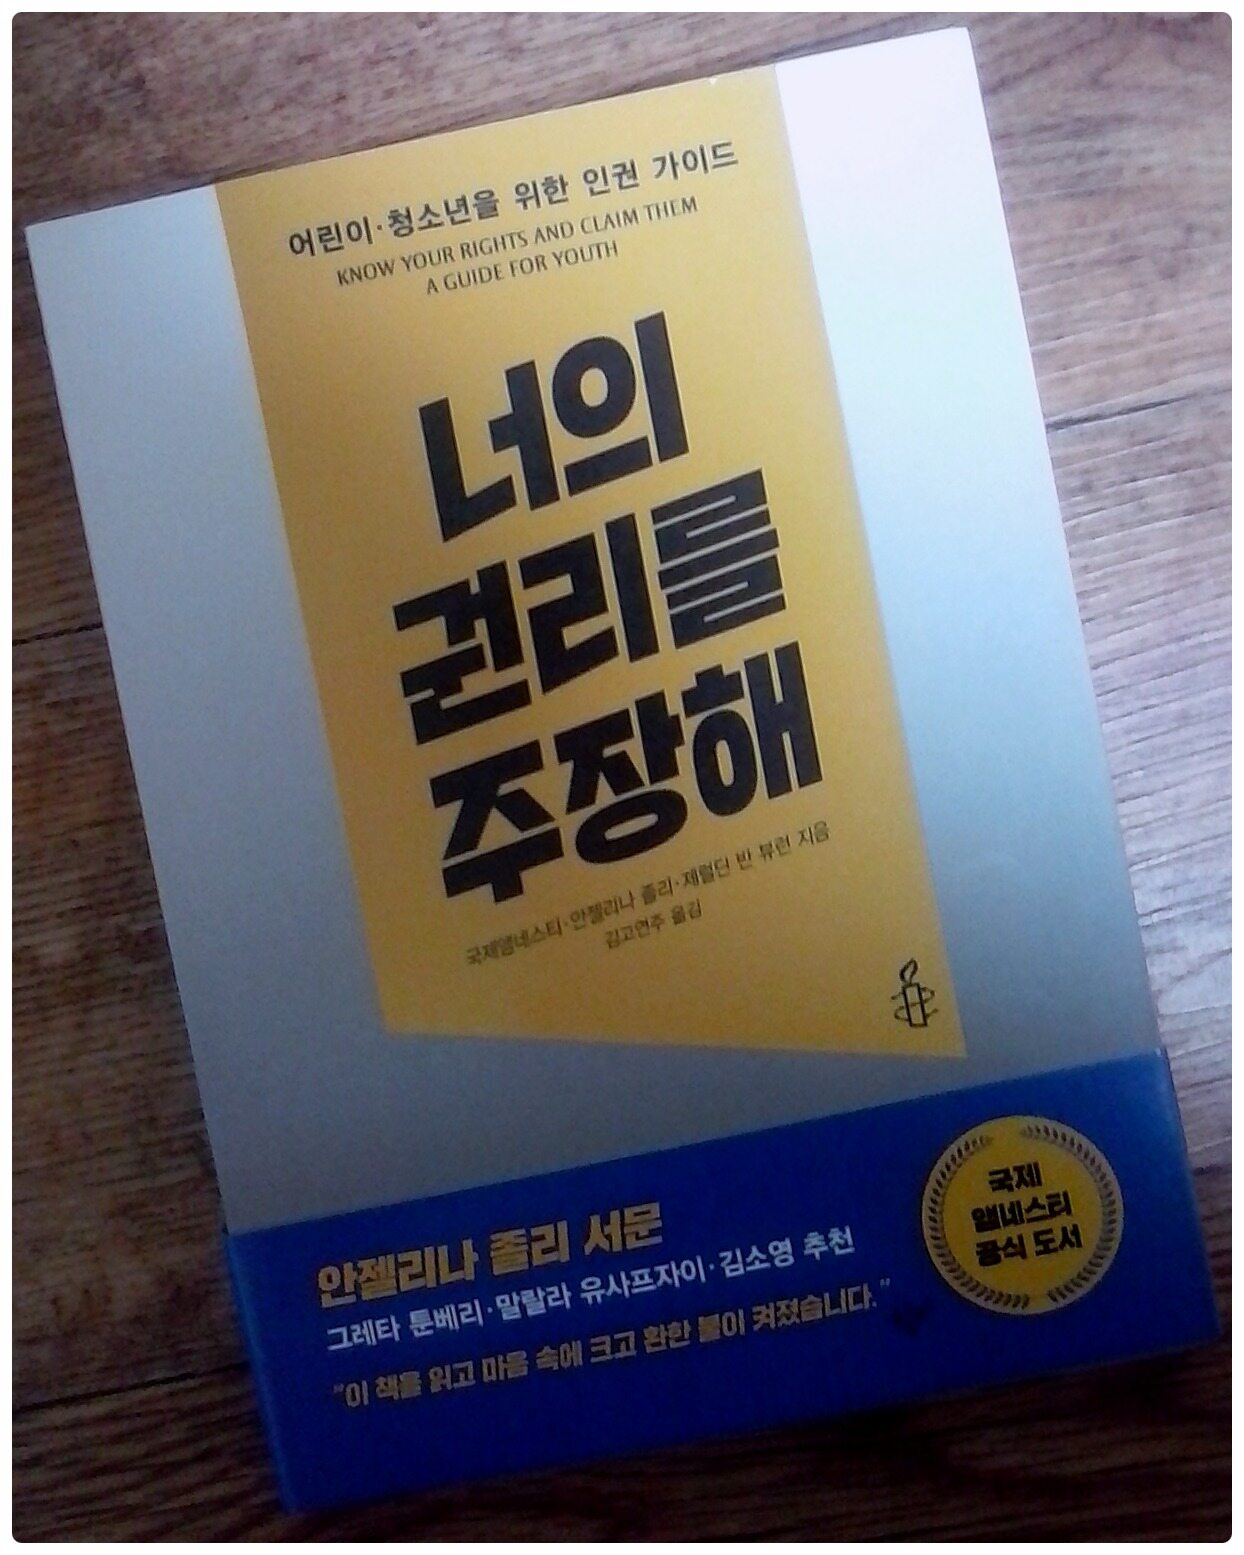 어린이·청소년을 위한 인권 가이드
KNOW YOUR RIGHTS AND CLAIM THEM
A GUIDE FOR YOUTH
너의
권리를
주장해
국제앰네스티·안젤리나 졸리·제럴딘 반 뷰런 지음
김고연주 옮김
국제
앰네스티
공식 도서
안젤리나 졸리 서문
그레타 툰베리·말랄라 유사프자이·김소영 추천
"이 책을 읽고 마음 속에 크고 환한 불이 켜졌습니다."